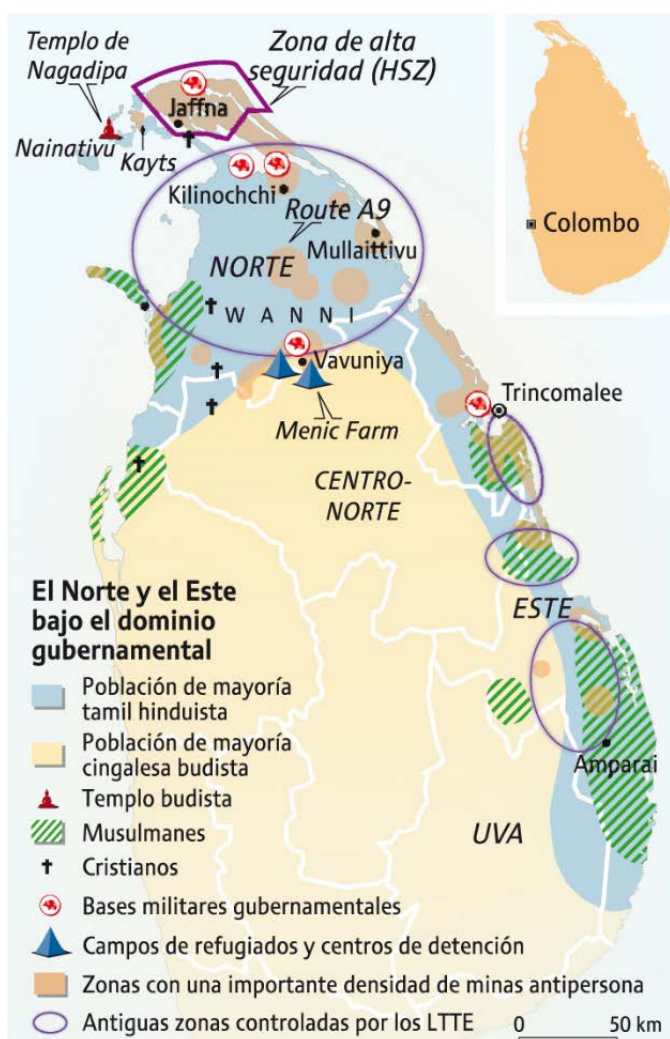 Templo de
Nagadipa
Zona de alta
seguridad (HSZ)
Jaffna
Nainativu
Kayts
Kilinochchi
Route A9
Mullaittivu
NORTE
WANNI
Vavuniya
Menic Farm
Colombo
Trincomalee
CENTRO-
NORTE
ESTE
Amparai
UVA
El Norte y el Este
bajo el dominio
gubernamental
Población de mayoría
tamil hinduista
Población de mayoría
cingalesa budista
Templo budista
Musulmanes
Cristianos
Bases militares gubernamentales
Campos de refugiados y centros de detención
Zonas con una importante densidad de minas antipersona
Antiguas zonas controladas por los LTTE
0 50 km